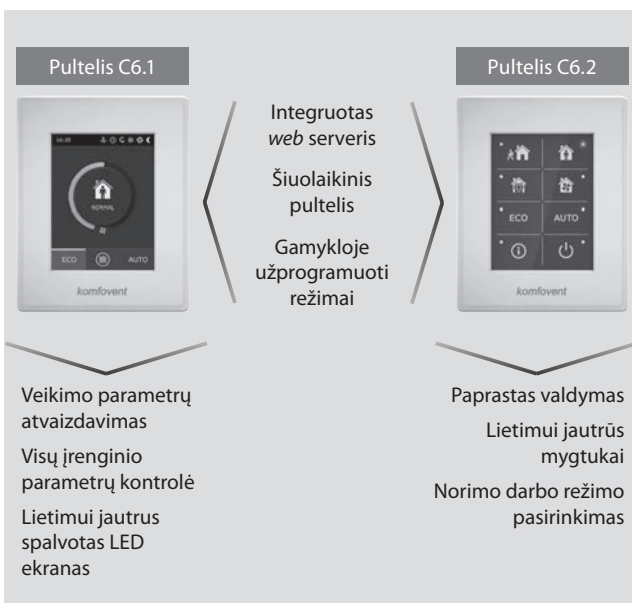 Pultelis C6.1
Pultelis C6.2
NORMAL
ECO
AUTO
komfovent
Integruotas
web serveris
Šiuolaikinis
pultelis
Gamykloje
užprogramuoti
režimai
ECO
AUTO
komfovent
Veikimo parametrų
atvaizdavimas
Visų įrenginio
parametrų kontrolė
Lietimui jautrus
spalvotas LED
ekranas
Paprastas valdymas
Lietimui jautrūs
mygtukai
Norimo darbo režimo
pasirinkimas